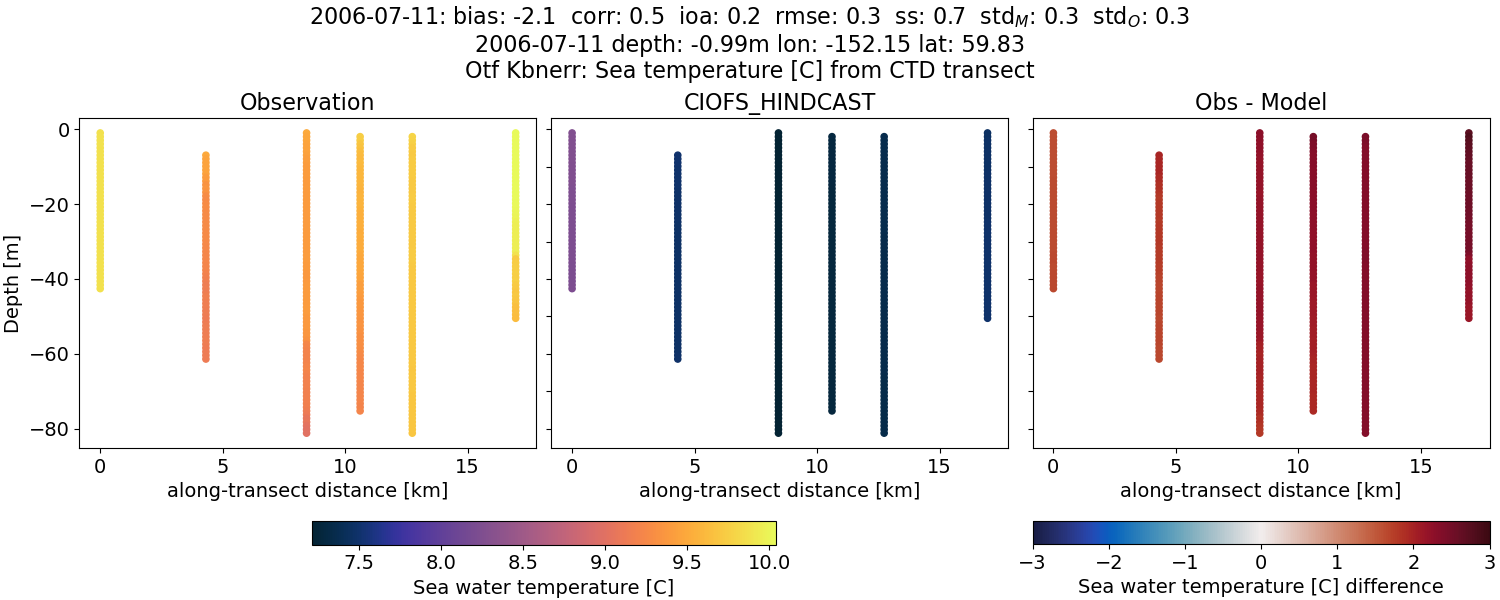 2006-07-11: bias: -2.1 corr: 0.5 ioa: 0.2 rmse: 0.3 ss: 0.7 std_M: 0.3 std_O: 0.3
2006-07-11 depth: -0.99m lon: -152.15 lat: 59.83
Otf Kbnerr: Sea temperature [C] from CTD transect
Observation
CIOFS_HINDCAST
Obs - Model
Depth [m]
0
−20
−40
−60
−80
0 5 10 15
0 5 10 15
0 5 10 15
along-transect distance [km]
along-transect distance [km]
along-transect distance [km]
7.5 8.0 8.5 9.0 9.5 10.0
Sea water temperature [C]
−3 −2 −1 0 1 2 3
Sea water temperature [C] difference